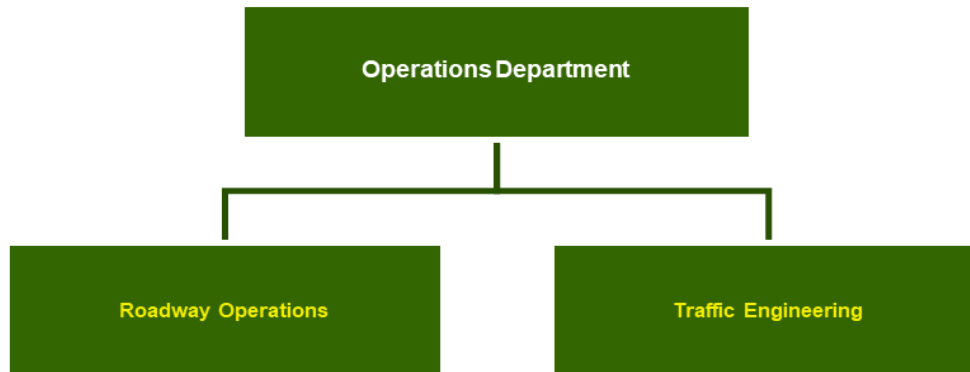 Operations Department
Roadway Operations
Traffic Engineering